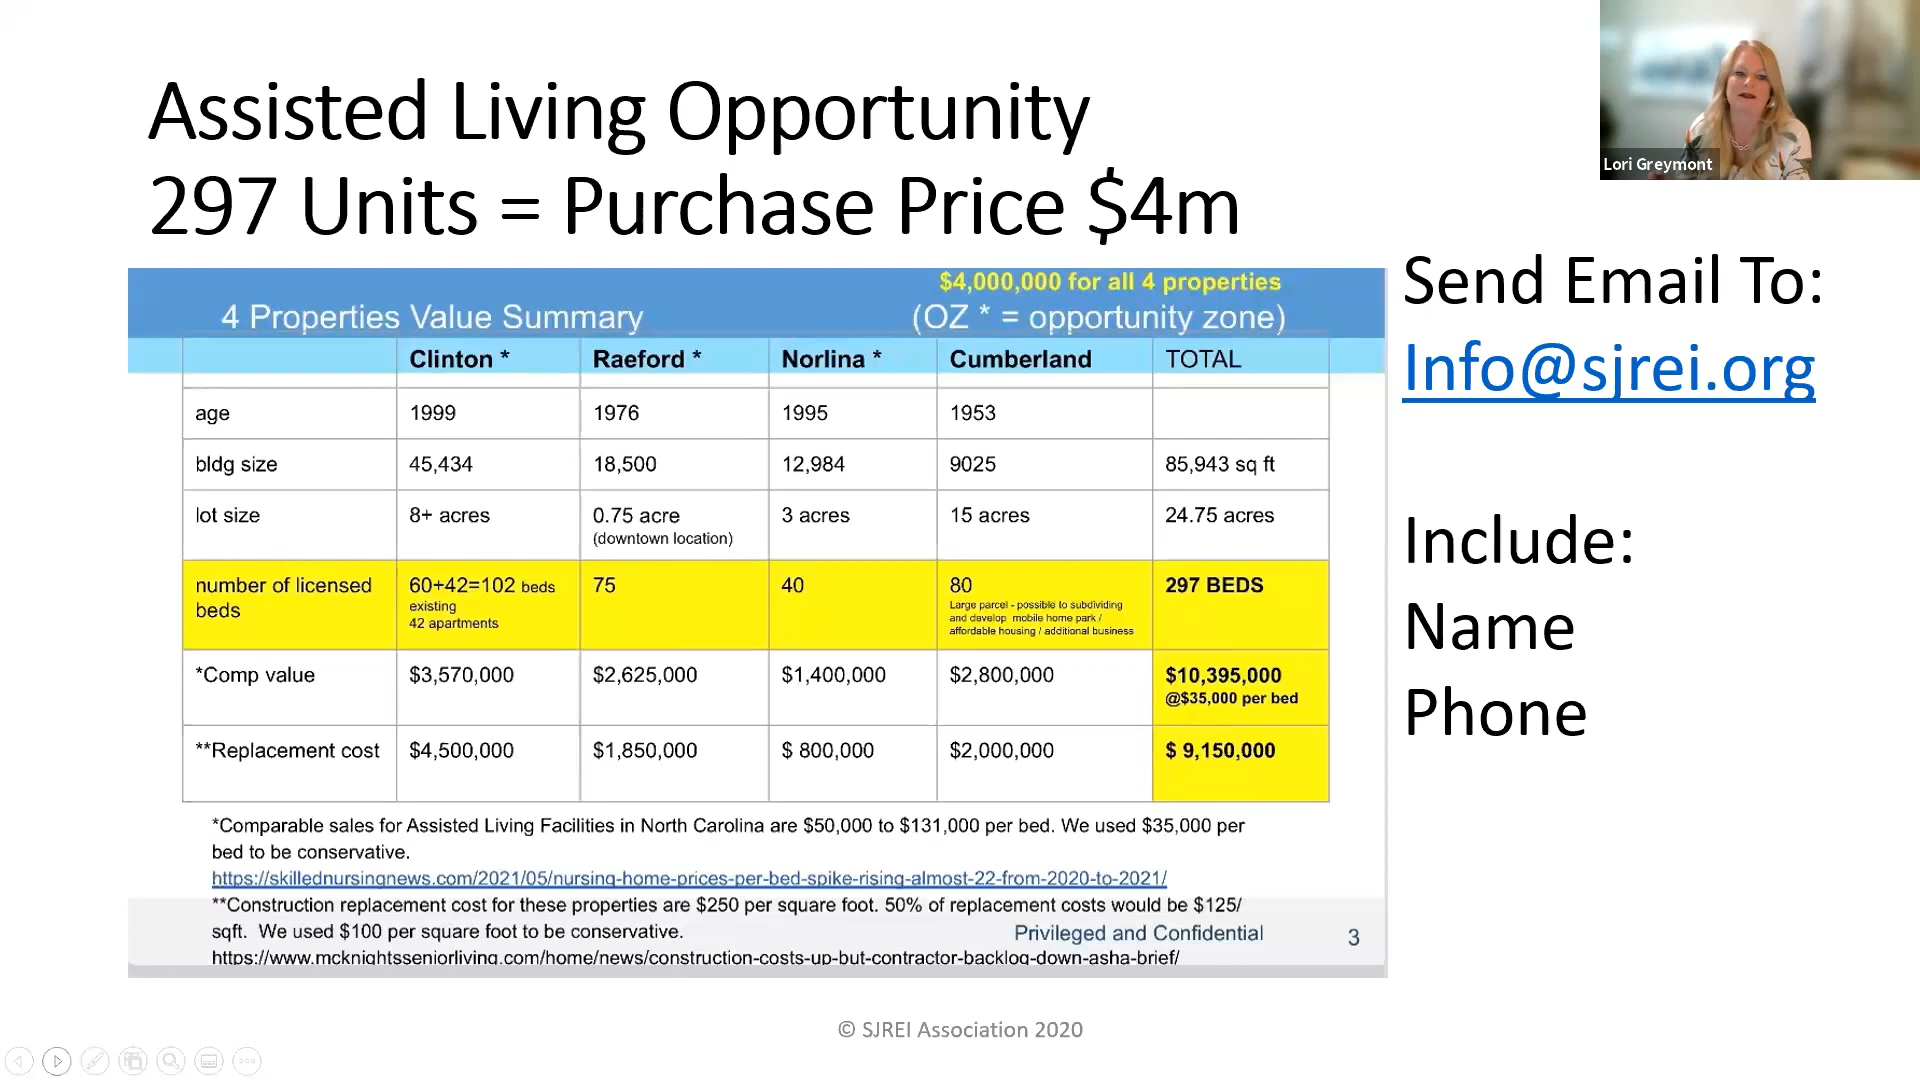 Assisted Living Opportunity
297 Units = Purchase Price $4m
Lori Greymont
Send Email To:
Info@sjrei.org
Include:
Name
Phone
$4,000,000 for all 4 properties
4 Properties Value Summary (OZ * = opportunity zone)
Clinton * Raeford * Norlina * Cumberland TOTAL
age 1999 1976 1995 1953
bldg size 45,434 18,500 12,984 9025 85,943 sq ft
lot size 8+ acres 0.75 acre 3 acres 15 acres 24.75 acres
(downtown location)
number of licensed 60+42=102 beds 75 40 80 297 BEDS
beds existing Large parcel - possible to subdividing
42 apartments and develop mobile home park /
affordable housing / additional business
*Comp value $3,570,000 $2,625,000 $1,400,000 $2,800,000 $10,395,000
@$35,000 per bed
**Replacement cost $4,500,000 $1,850,000 $ 800,000 $2,000,000 $ 9,150,000
*Comparable sales for Assisted Living Facilities in North Carolina are $50,000 to $131,000 per bed. We used $35,000 per
bed to be conservative.
https://skillednursingnews.com/2021/05/nursing-home-prices-per-bed-spike-rising-almost-22-from-2020-to-2021/
**Construction replacement cost for these properties are $250 per square foot. 50% of replacement costs would be $125/
sqft. We used $100 per square foot to be conservative.
Privileged and Confidential 3
https://www.mcknightsseniorliving.com/home/news/construction-costs-up-but-contractor-backlog-down-asha-brief/
© SJREI Association 2020